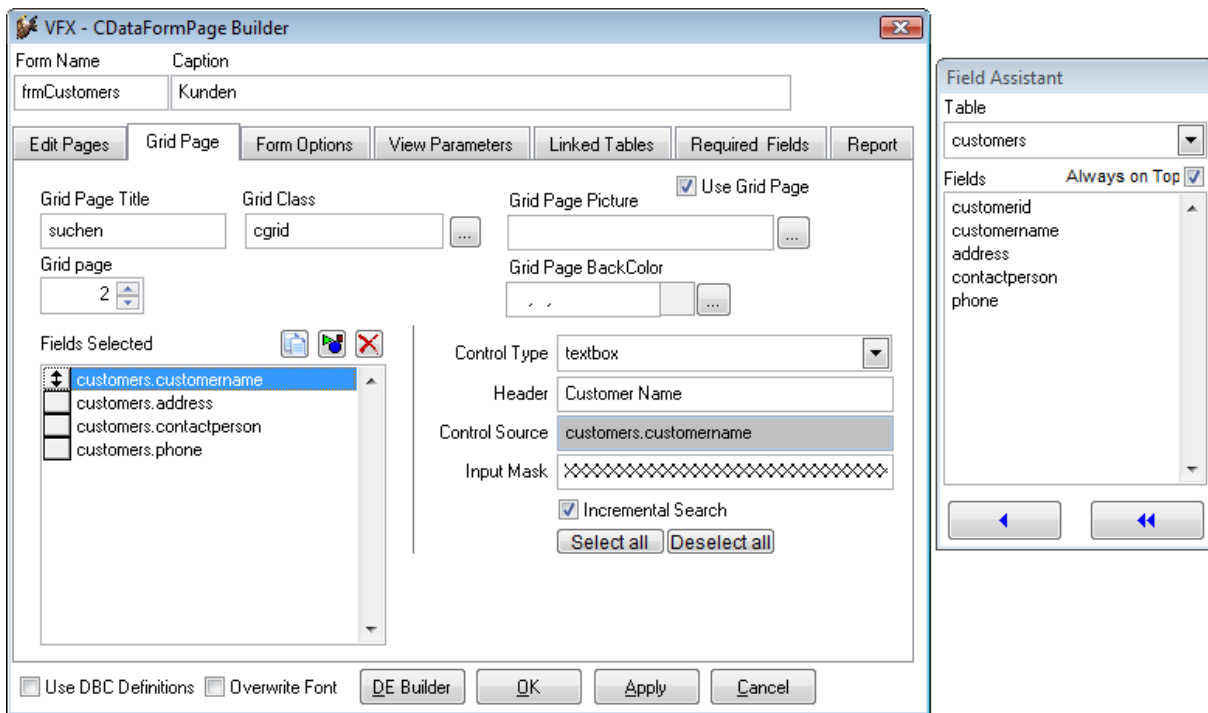 VFX - CDataFormPage Builder
Form Name Caption
frmCustomers Kunden
Edit Pages Grid Page Form Options View Parameters Linked Tables Required Fields Report
Use Grid Page
Grid Page Title Grid Class Grid Page Picture
suchen cgrid ... ...
Grid page Grid Page BackColor
2 , , ...
Fields Selected
customers.customername
customers.address
customers.contactperson
customers.phone
Control Type textbox
Header Customer Name
Control Source customers.customername
Input Mask XXXXXXXXXXXXXXXXXXXXXXXXXXXXXX
Incremental Search
Select all Deselect all
Use DBC Definitions Overwrite Font DE Builder OK Apply Cancel
Field Assistant
Table
customers
Fields Always on Top
customerid
customername
address
contactperson
phone